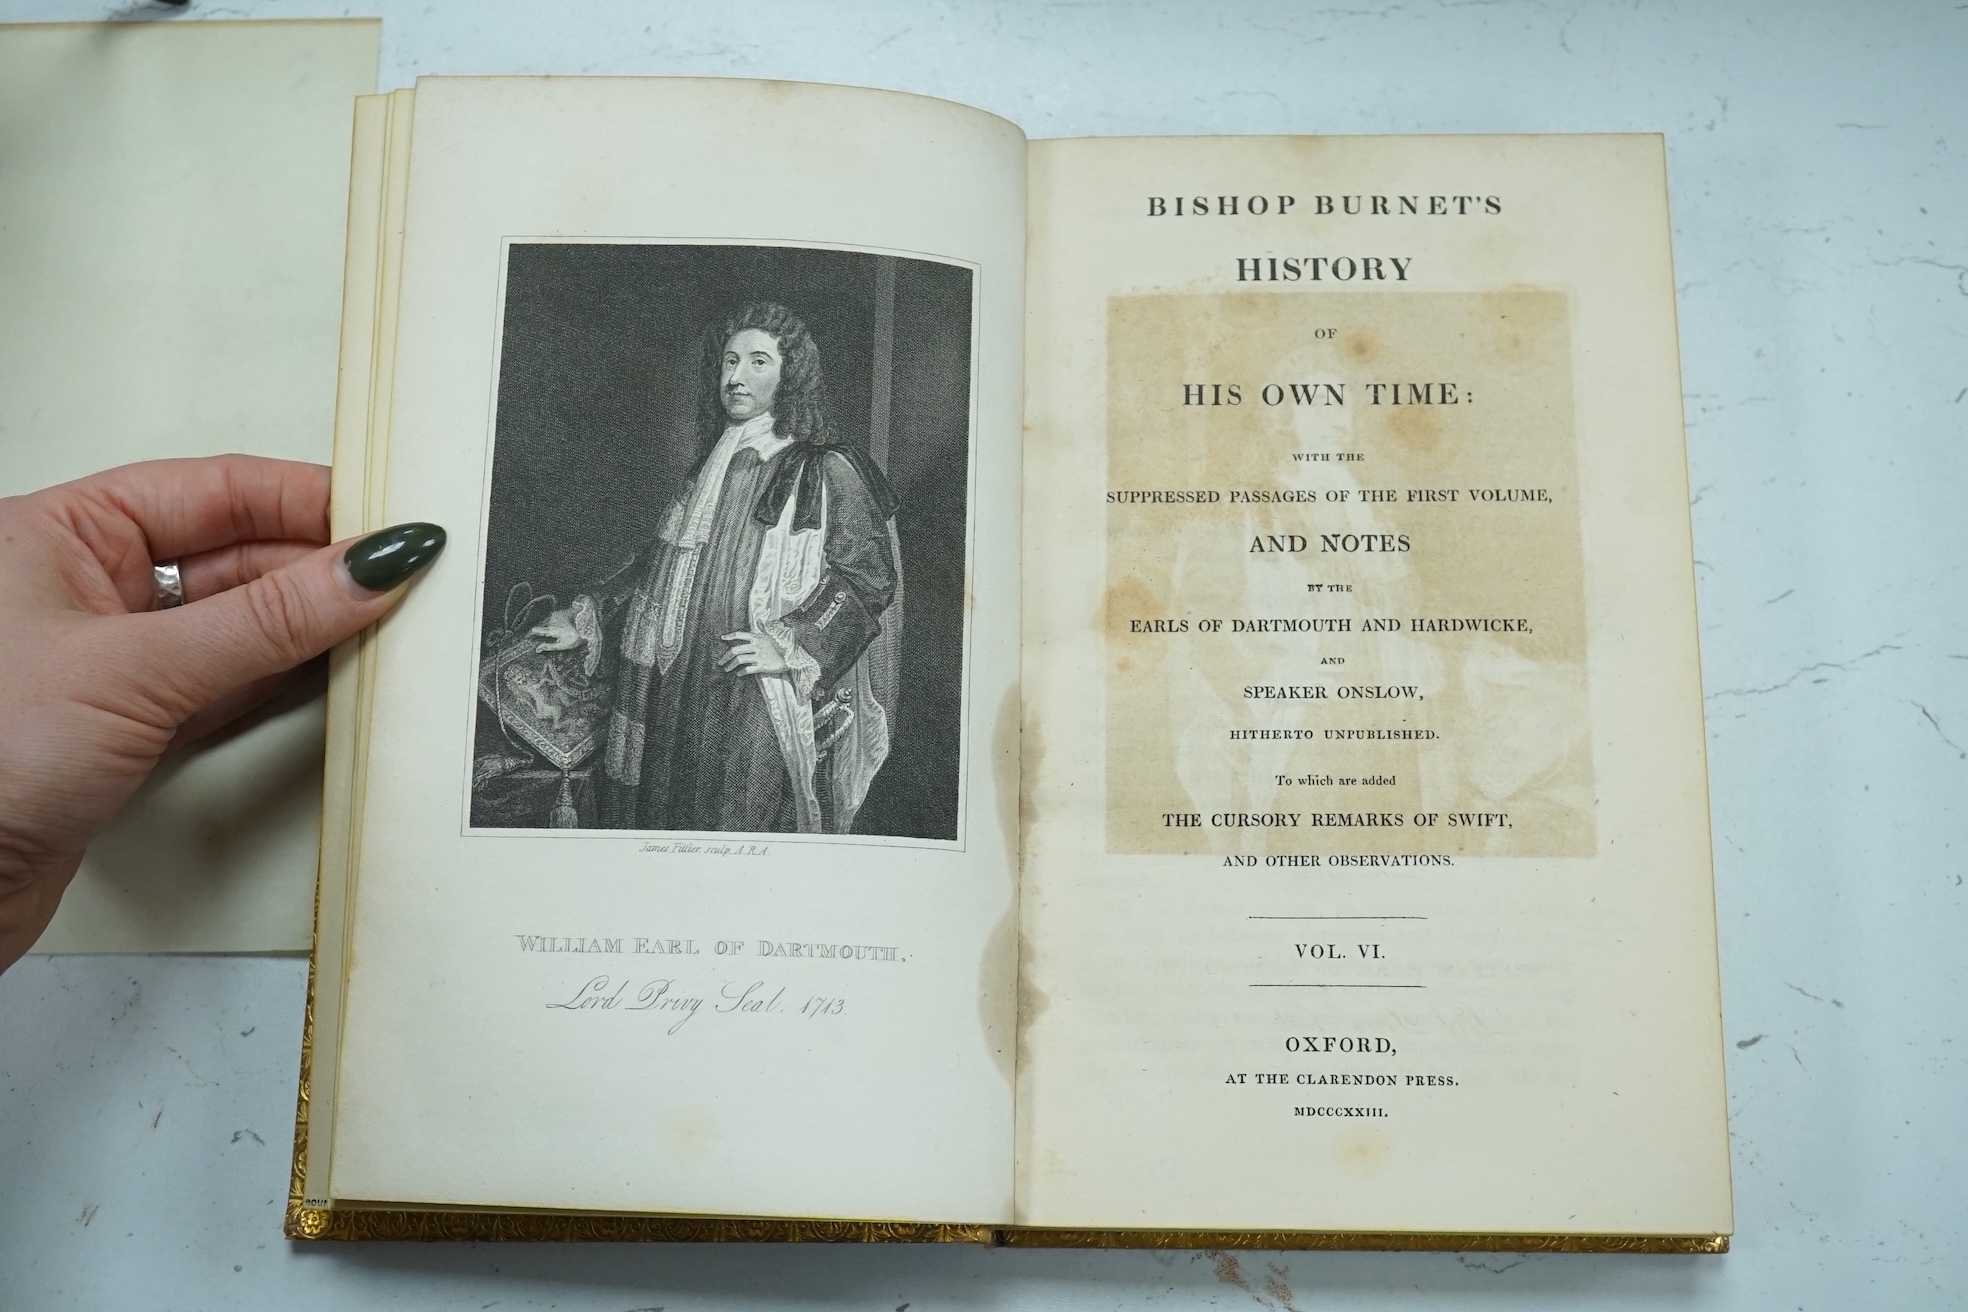 James Fittler sculp. A.R.A.
WILLIAM EARL OF DARTMOUTH.
Lord Privy Seal. 1713.
BISHOP BURNET'S
HISTORY
OF
HIS OWN TIME:
WITH THE
SUPPRESSED PASSAGES OF THE FIRST VOLUME,
AND NOTES
BY THE
EARLS OF DARTMOUTH AND HARDWICKE,
AND
SPEAKER ONSLOW,
HITHERTO UNPUBLISHED.
To which are added
THE CURSORY REMARKS OF SWIFT,
AND OTHER OBSERVATIONS.
VOL. VI.
OXFORD,
AT THE CLARENDON PRESS.
MDCCCXXIII.